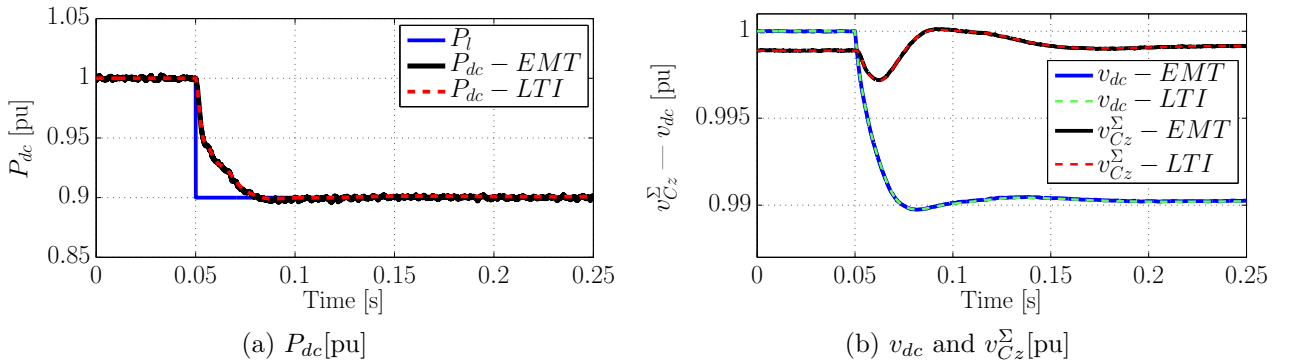 1.05
1
0.95
0.9
0.85
P_dc [pu]
P_l
P_dc − EMT
P_dc − LTI
0 0.05 0.1 0.15 0.2 0.25
Time [s]
(a) P_dc[pu]
1
0.995
0.99
v^Σ_Cz — v_dc [pu]
v_dc − EMT
v_dc − LTI
v^Σ_Cz − EMT
v^Σ_Cz − LTI
0 0.05 0.1 0.15 0.2 0.25
Time [s]
(b) v_dc and v^Σ_Cz[pu]